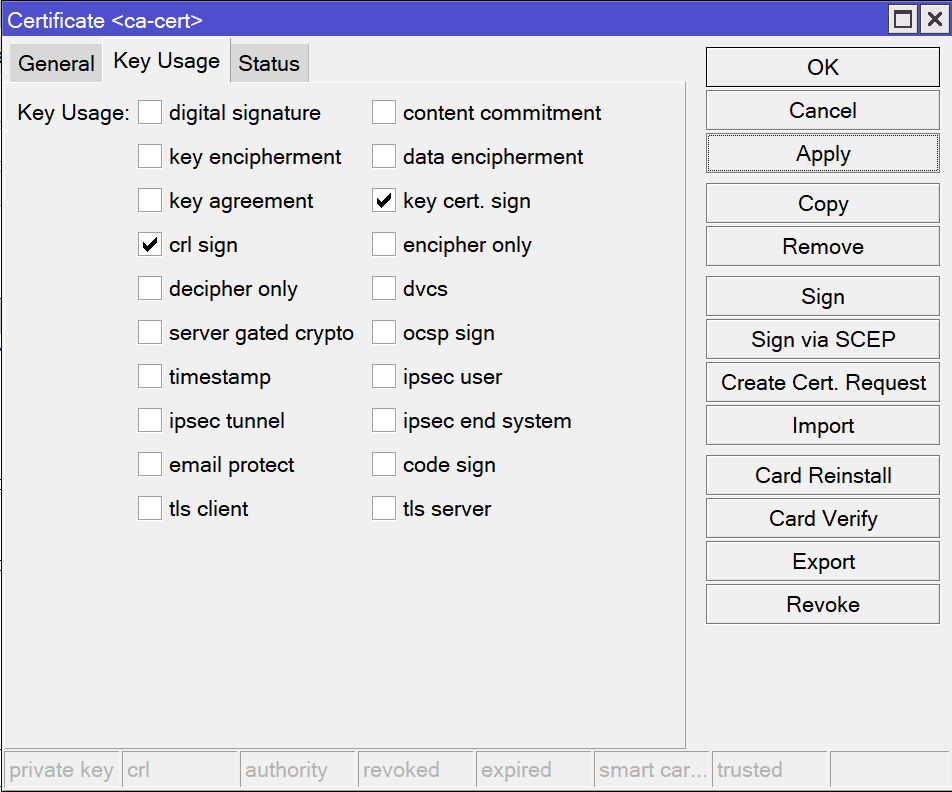 Certificate <ca-cert>
General Key Usage Status
Key Usage: digital signature content commitment
key encipherment data encipherment
key agreement key cert. sign
crl sign encipher only
decipher only dvcs
server gated crypto ocsp sign
timestamp ipsec user
ipsec tunnel ipsec end system
email protect code sign
tls client tls server
OK
Cancel
Apply
Copy
Remove
Sign
Sign via SCEP
Create Cert. Request
Import
Card Reinstall
Card Verify
Export
Revoke
private key crl authority revoked expired smart car... trusted